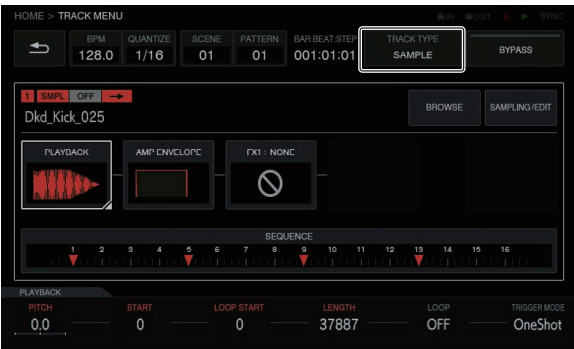 HOME > TRACK MENU
IN OUT SYNC
BPM QUANTIZE SCENE PATTERN BAR:BEAT:STEP TRACK TYPE
128.0 1/16 01 01 001:01:01 SAMPLE BYPASS
1 SMPL OFF
Dkd_Kick_025 BROWSE SAMPLING/EDIT
PLAYBACK AMP ENVELOPE FX1 : NONE
SEQUENCE
1 2 3 4 5 6 7 8 9 10 11 12 13 14 15 16
PLAYBACK
PITCH START LOOP START LENGTH LOOP TRIGGER MODE
0.0 0 0 37887 OFF OneShot